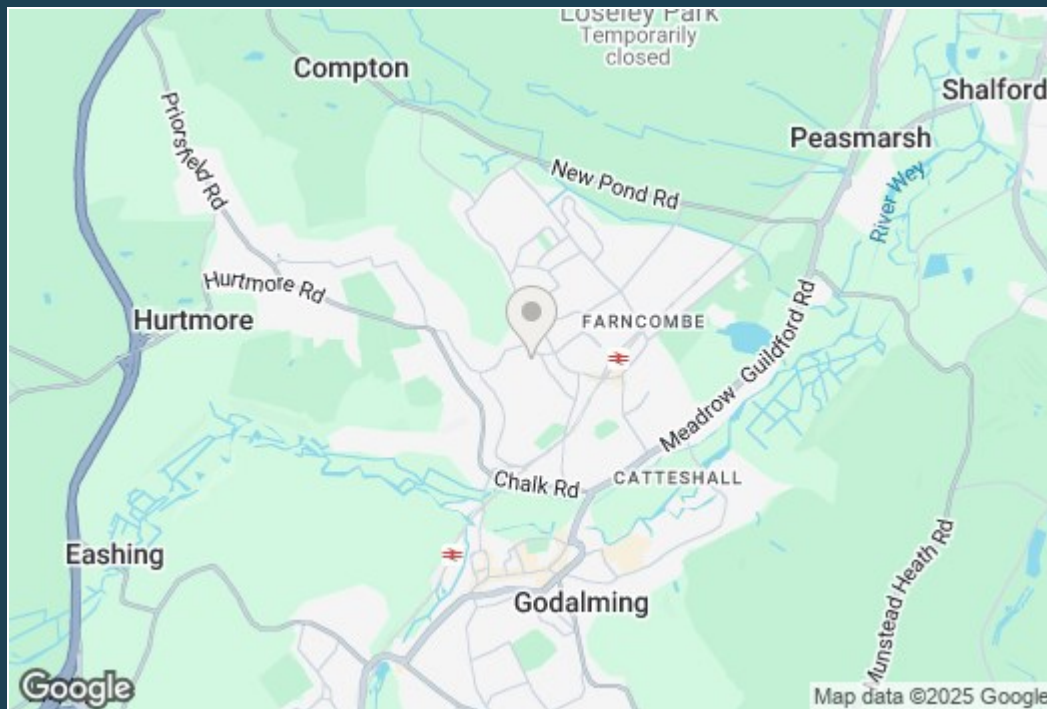 Loseley Park
Temporarily
closed
Compton
Shalford
Peasmarsh
Priorsfield Rd
New Pond Rd
River Wey
Hurtmore Rd
Hurtmore
FARNCOMBE
Guildford Rd
Meadrow
Chalk Rd
CATTESHALL
Eashing
Godalming
Munstead Heath Rd
Google
Map data ©2025 Google